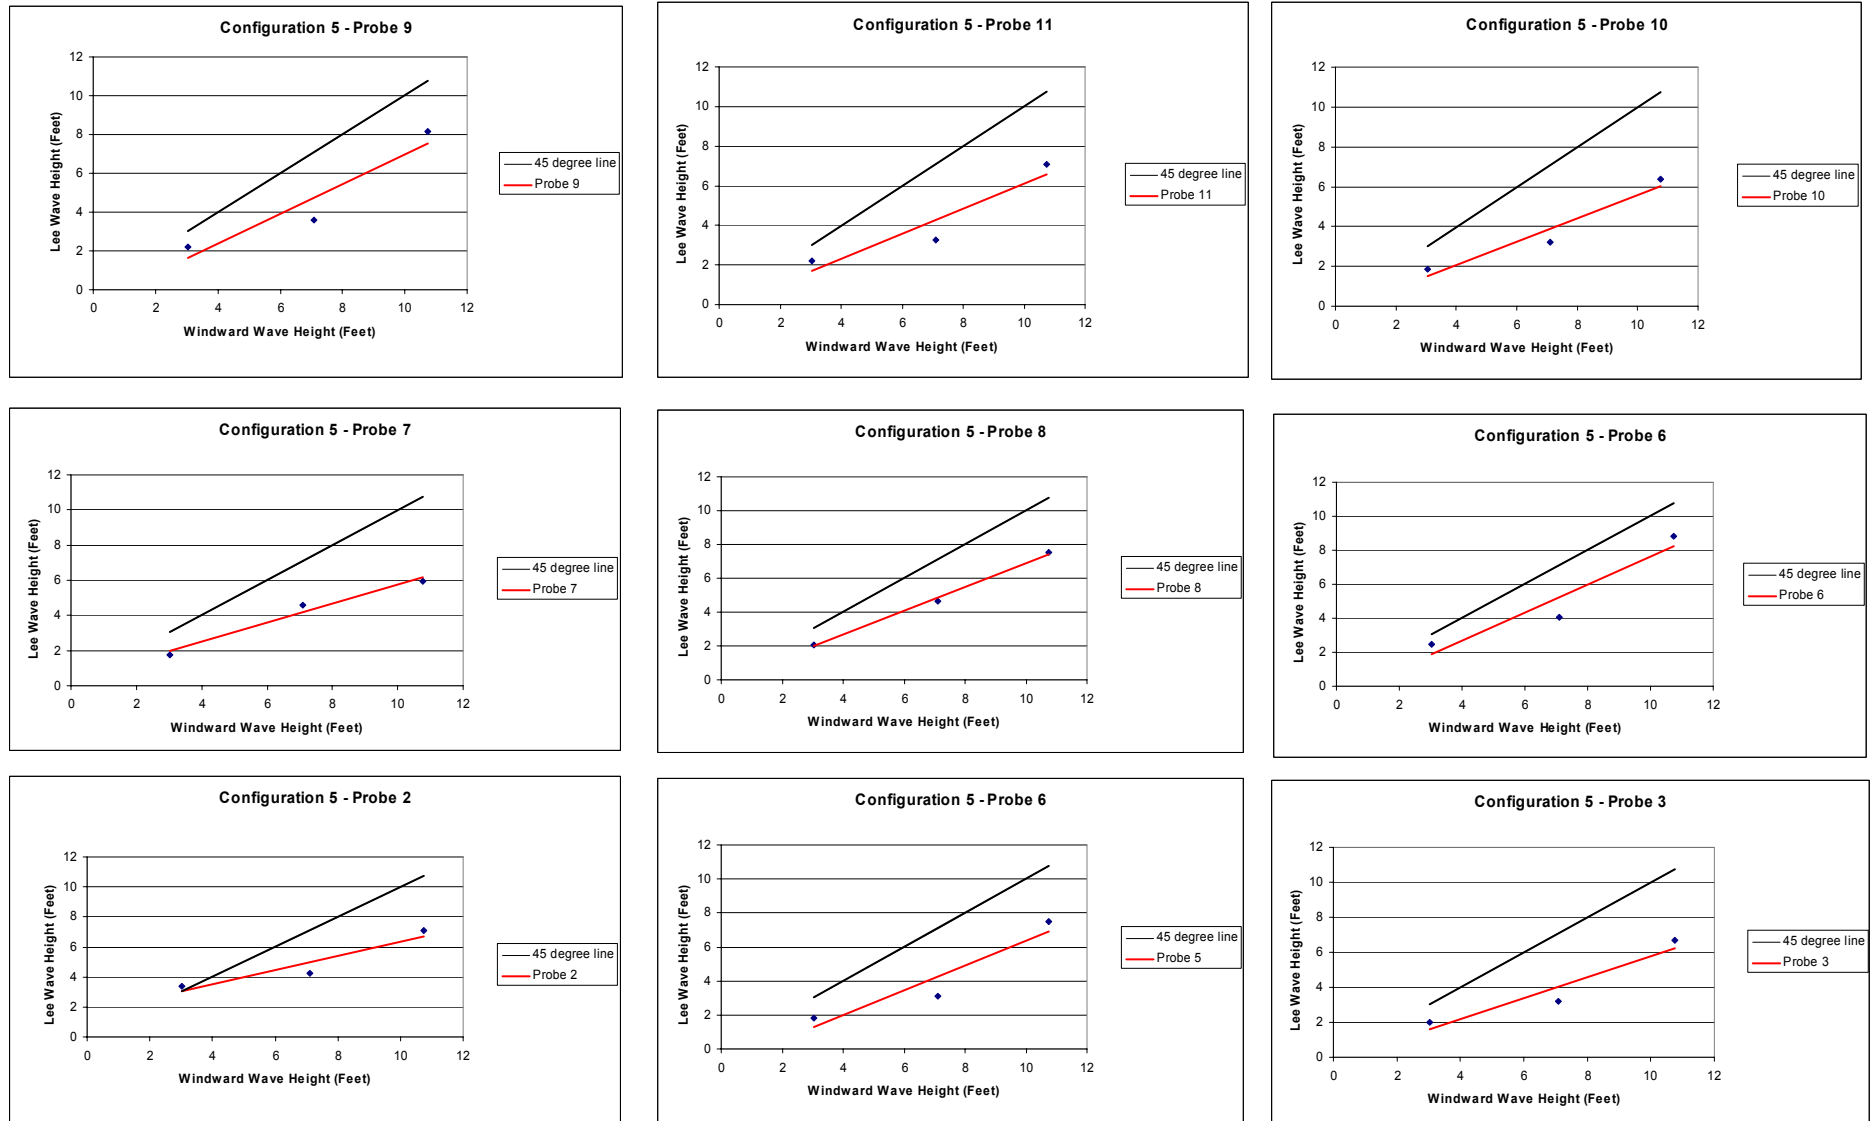 Configuration 5 - Probe 9
12
10
8
6
4
2
0
0 2 4 6 8 10 12
Lee Wave Height (Feet)
Windward Wave Height (Feet)
45 degree line
Probe 9
Configuration 5 - Probe 11
12
10
8
6
4
2
0
0 2 4 6 8 10 12
Lee Wave Height (Feet)
Windward Wave Height (Feet)
45 degree line
Probe 11
Configuration 5 - Probe 10
12
10
8
6
4
2
0
0 2 4 6 8 10 12
Lee Wave Height (Feet)
Windward Wave Height (Feet)
45 degree line
Probe 10
Configuration 5 - Probe 7
12
10
8
6
4
2
0
0 2 4 6 8 10 12
Lee Wave Height (Feet)
Windward Wave Height (Feet)
45 degree line
Probe 7
Configuration 5 - Probe 8
12
10
8
6
4
2
0
0 2 4 6 8 10 12
Lee Wave Height (Feet)
Windward Wave Height (Feet)
45 degree line
Probe 8
Configuration 5 - Probe 6
12
10
8
6
4
2
0
0 2 4 6 8 10 12
Lee Wave Height (Feet)
Windward Wave Height (Feet)
45 degree line
Probe 6
Configuration 5 - Probe 2
12
10
8
6
4
2
0
0 2 4 6 8 10 12
Lee Wave Height (Feet)
Windward Wave Height (Feet)
45 degree line
Probe 2
Configuration 5 - Probe 6
12
10
8
6
4
2
0
0 2 4 6 8 10 12
Lee Wave Height (Feet)
Windward Wave Height (Feet)
45 degree line
Probe 5
Configuration 5 - Probe 3
12
10
8
6
4
2
0
0 2 4 6 8 10 12
Lee Wave Height (Feet)
Windward Wave Height (Feet)
45 degree line
Probe 3